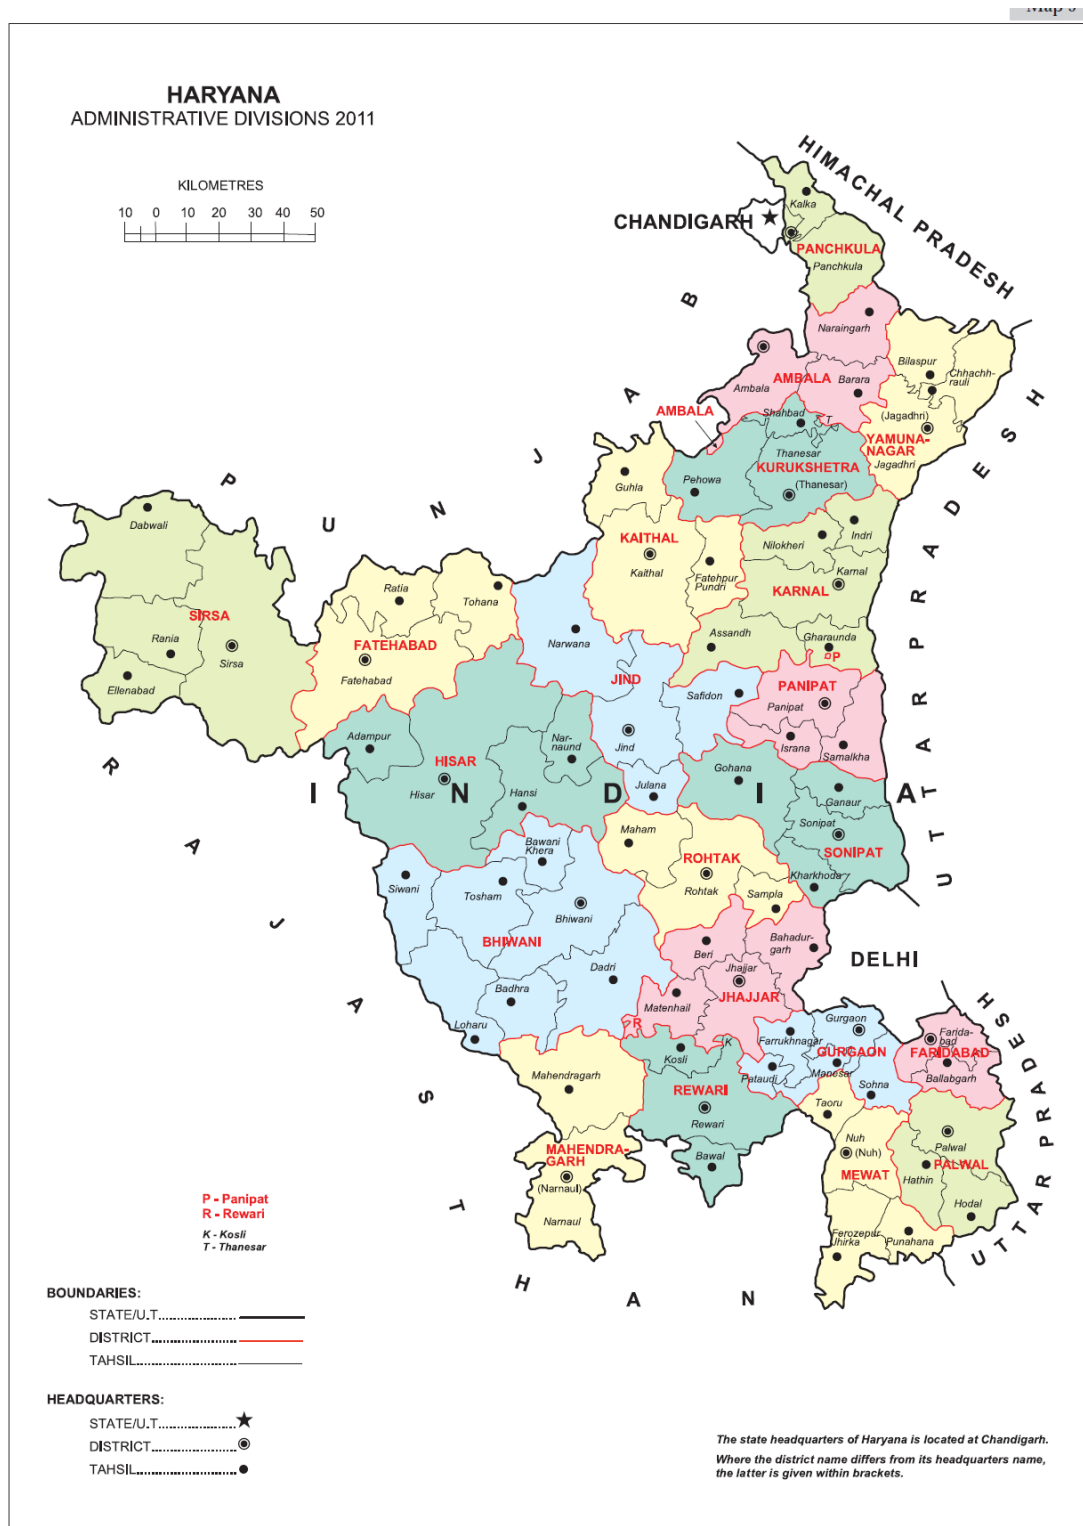 HARYANA
ADMINISTRATIVE DIVISIONS 2011
KILOMETRES
10 0 10 20 30 40 50
HIMACHAL PRADESH
CHANDIGARH
Kalka
PANCHKULA
Panchkula
Naraingarh
AMBALA
Ambala
Barara
AMBALA
Bilaspur
Chhachh-
rauli
(Jagadhri)
YAMUNA-
NAGAR
Jagadhri
Shahbad
T
Thanesar
KURUKSHETRA
(Thanesar)
Pehowa
Guhla
KAITHAL
Kaithal
Fatehpur
Pundri
Nilokheri
Indri
Karnal
KARNAL
Assandh
Gharaunda
P
PUNJAB
Dabwali
SIRSA
Rania
Sirsa
Ellenabad
Ratia
Tohana
FATEHABAD
Fatehabad
Narwana
JIND
Safidon
Jind
Julana
PANIPAT
Panipat
Israna
Samalkha
Adampur
HISAR
Hisar
Nar-
naund
Hansi
INDIA
Gohana
Ganaur
Sonipat
SONIPAT
Kharkhoda
Maham
ROHTAK
Rohtak
Sampla
Bawani
Khera
Siwani
Tosham
Bhiwani
BHIWANI
Dadri
Badhra
Loharu
Beri
Bahadur-
garh
Jhajjar
JHAJJAR
Matenhail
R
DELHI
UTTAR PRADESH
Gurgaon
Farrukhnagar
GURGAON
Pataudi
Manesar
Sohna
Farida-
bad
FARIDABAD
Ballabgarh
K
Kosli
REWARI
Rewari
Bawal
Mahendragarh
MAHENDRA-
GARH
(Narnaul)
Narnaul
Taoru
Nuh
(Nuh)
MEWAT
Ferozepur
Jhirka
Punahana
Palwal
PALWAL
Hathin
Hodal
UTTAR PRADESH
RAJASTHAN
P - Panipat
R - Rewari
K - Kosli
T - Thanesar
BOUNDARIES:
STATE/U.T
DISTRICT
TAHSIL
HEADQUARTERS:
STATE/U.T
DISTRICT
TAHSIL
The state headquarters of Haryana is located at Chandigarh.
Where the district name differs from its headquarters name,
the latter is given within brackets.